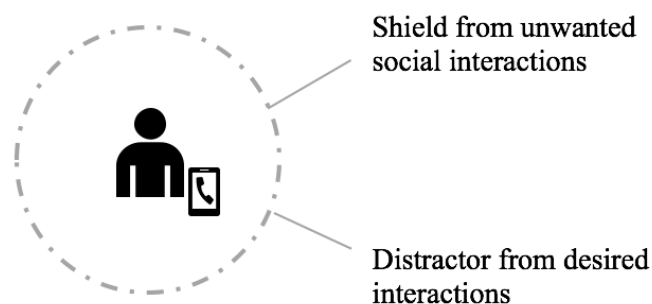 Shield from unwanted
social interactions
Distractor from desired
interactions